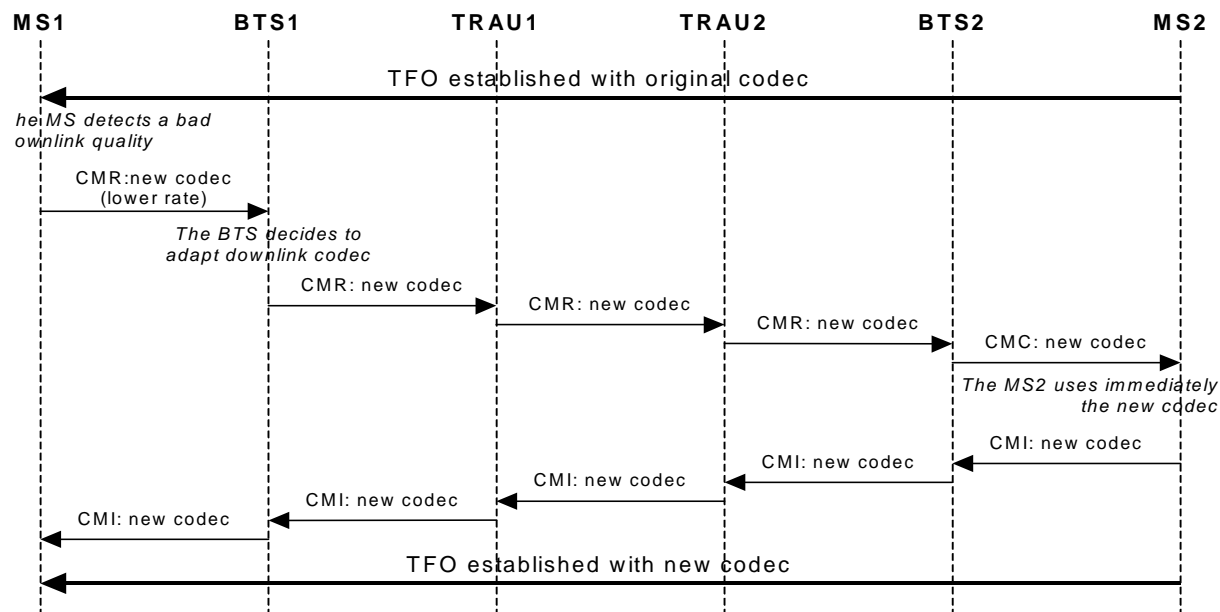 MS1 BTS1 TRAU1 TRAU2 BTS2 MS2
TFO established with original codec
he MS detects a bad
ownlink quality
CMR:new codec
(lower rate)
The BTS decides to
adapt downlink codec
CMR: new codec
CMR: new codec
CMR: new codec
CMC: new codec
The MS2 uses immediately
the new codec
CMI: new codec
CMI: new codec
CMI: new codec
CMI: new codec
CMI: new codec
TFO established with new codec